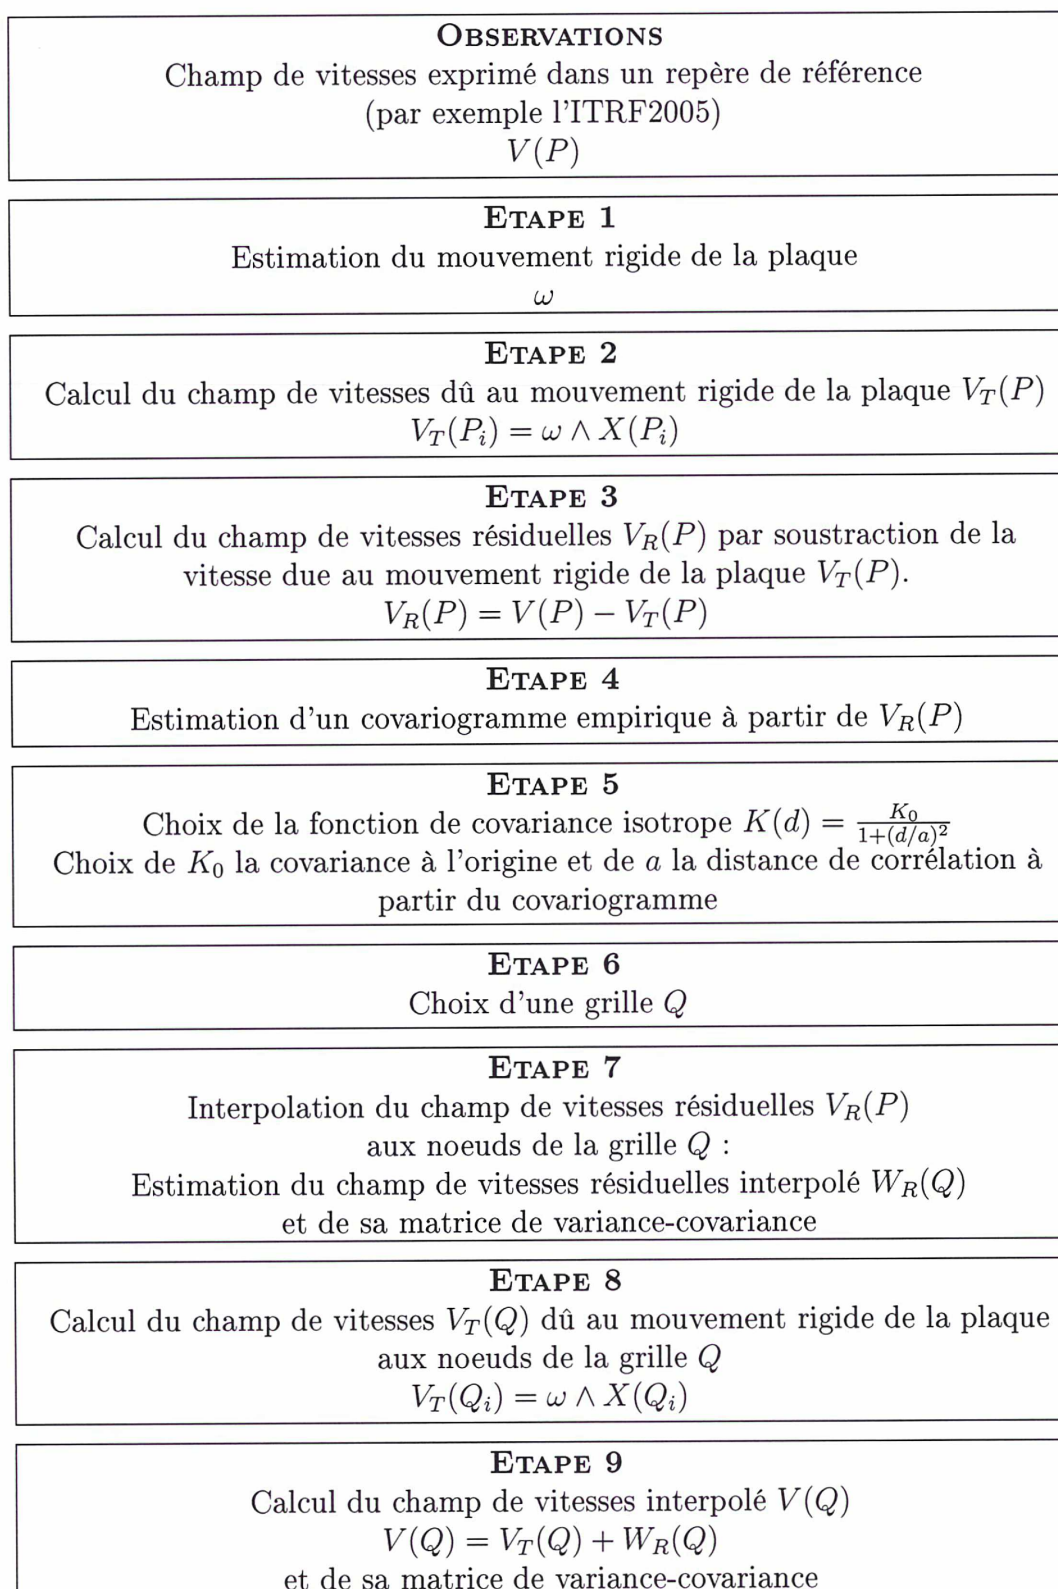 OBSERVATIONS
Champ de vitesses exprimé dans un repère de référence
(par exemple l'ITRF2005)
V(P)
ETAPE 1
Estimation du mouvement rigide de la plaque
ω
ETAPE 2
Calcul du champ de vitesses dû au mouvement rigide de la plaque V_T(P)
V_T(P_i) = ω ∧ X(P_i)
ETAPE 3
Calcul du champ de vitesses résiduelles V_R(P) par soustraction de la
vitesse due au mouvement rigide de la plaque V_T(P).
V_R(P) = V(P) − V_T(P)
ETAPE 4
Estimation d'un covariogramme empirique à partir de V_R(P)
ETAPE 5
Choix de la fonction de covariance isotrope K(d) = K_0/(1+(d/a)^2)
Choix de K_0 la covariance à l'origine et de a la distance de corrélation à
partir du covariogramme
ETAPE 6
Choix d'une grille Q
ETAPE 7
Interpolation du champ de vitesses résiduelles V_R(P)
aux noeuds de la grille Q :
Estimation du champ de vitesses résiduelles interpolé W_R(Q)
et de sa matrice de variance-covariance
ETAPE 8
Calcul du champ de vitesses V_T(Q) dû au mouvement rigide de la plaque
aux noeuds de la grille Q
V_T(Q_i) = ω ∧ X(Q_i)
ETAPE 9
Calcul du champ de vitesses interpolé V(Q)
V(Q) = V_T(Q) + W_R(Q)
et de sa matrice de variance-covariance